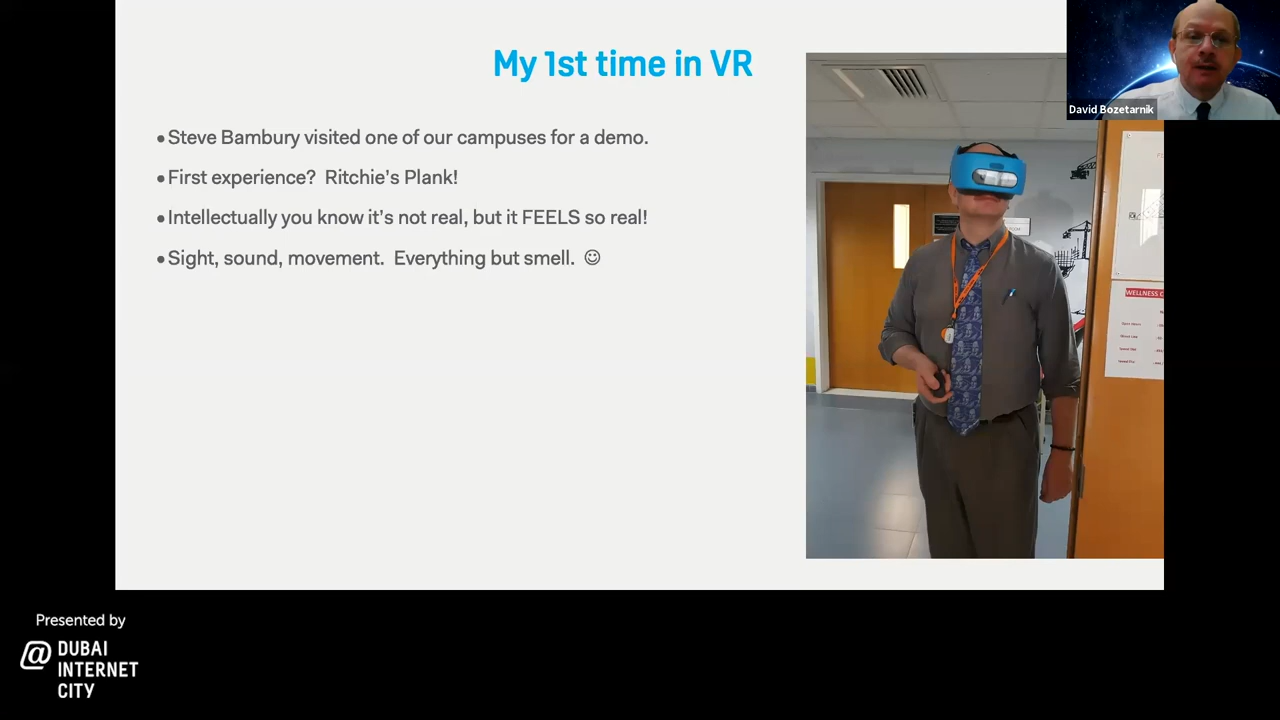 My 1st time in VR
David Bozetarnik
• Steve Bambury visited one of our campuses for a demo.
• First experience?  Ritchie's Plank!
• Intellectually you know it's not real, but it FEELS so real!
• Sight, sound, movement.  Everything but smell. ☺
WELLNESS C
Presented by
@ DUBAI
INTERNET
CITY